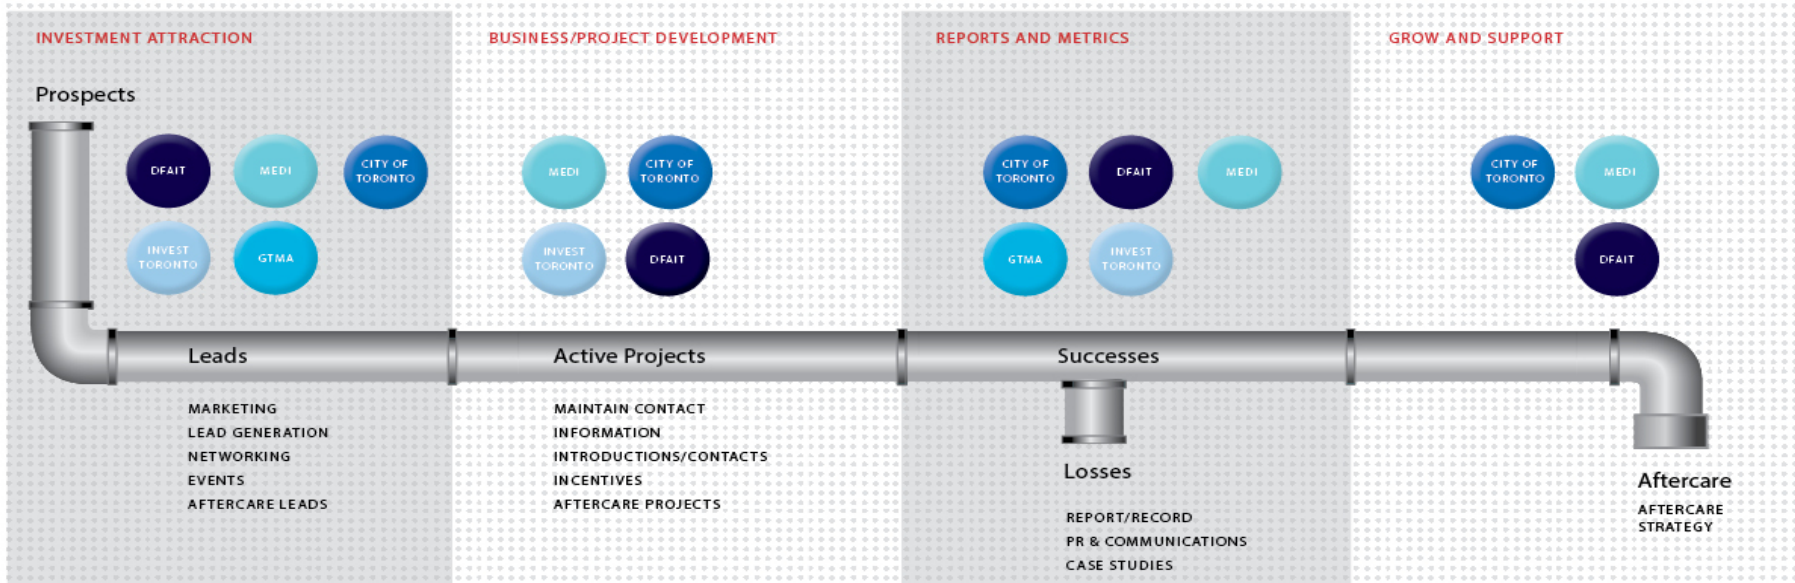 INVESTMENT ATTRACTION
BUSINESS/PROJECT DEVELOPMENT
REPORTS AND METRICS
GROW AND SUPPORT
Prospects
DFAIT
MEDI
CITY OF
TORONTO
INVEST
TORONTO
GTMA
MEDI
CITY OF
TORONTO
INVEST
TORONTO
DFAIT
CITY OF
TORONTO
DFAIT
MEDI
GTMA
INVEST
TORONTO
CITY OF
TORONTO
MEDI
DFAIT
Leads
MARKETING
LEAD GENERATION
NETWORKING
EVENTS
AFTERCARE LEADS
Active Projects
MAINTAIN CONTACT
INFORMATION
INTRODUCTIONS/CONTACTS
INCENTIVES
AFTERCARE PROJECTS
Successes
Losses
REPORT/RECORD
PR & COMMUNICATIONS
CASE STUDIES
Aftercare
AFTERCARE
STRATEGY